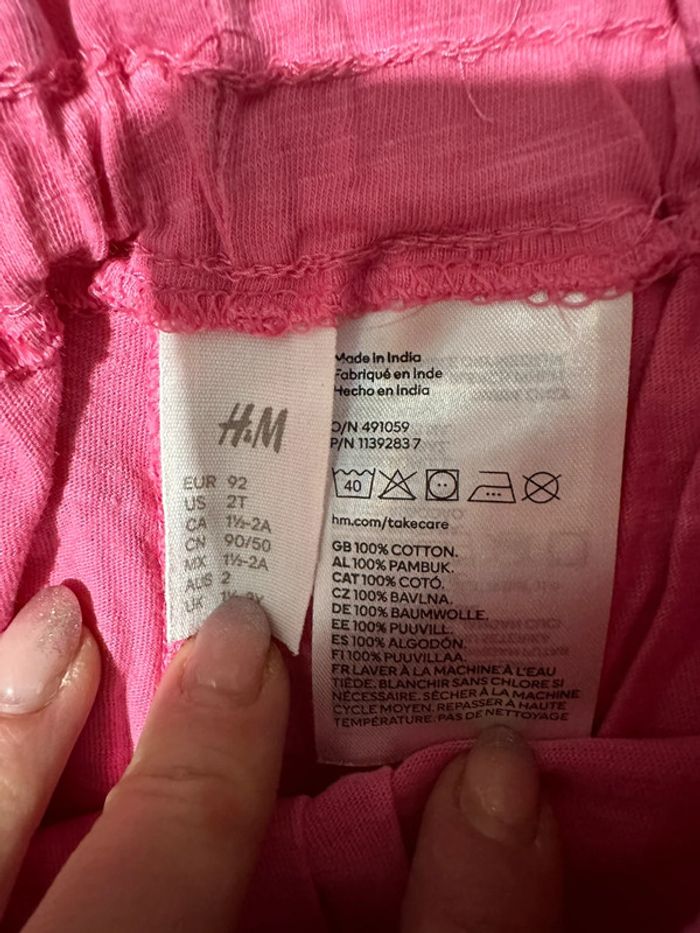 H&M
EUR 92
US 2T
CA 1½-2A
CN 90/50
MX 1½-2A
AUS 2
UK
Made in India
Fabriqué en Inde
Hecho en India
O/N 491059
P/N 1139283 7
40
hm.com/takecare
GB 100% COTTON.
AL 100% PAMBUK.
CAT 100% COTÓ.
CZ 100% BAVLNA.
DE 100% BAUMWOLLE.
EE 100% PUUVILL.
ES 100% ALGODÓN.
FI 100% PUUVILLAA.
FR LAVER À LA MACHINE À L'EAU
TIÈDE. BLANCHIR SANS CHLORE SI
NÉCESSAIRE. SÉCHER À LA MACHINE
CYCLE MOYEN. REPASSER À HAUTE
TEMPÉRATURE. PAS DE NETTOYAGE